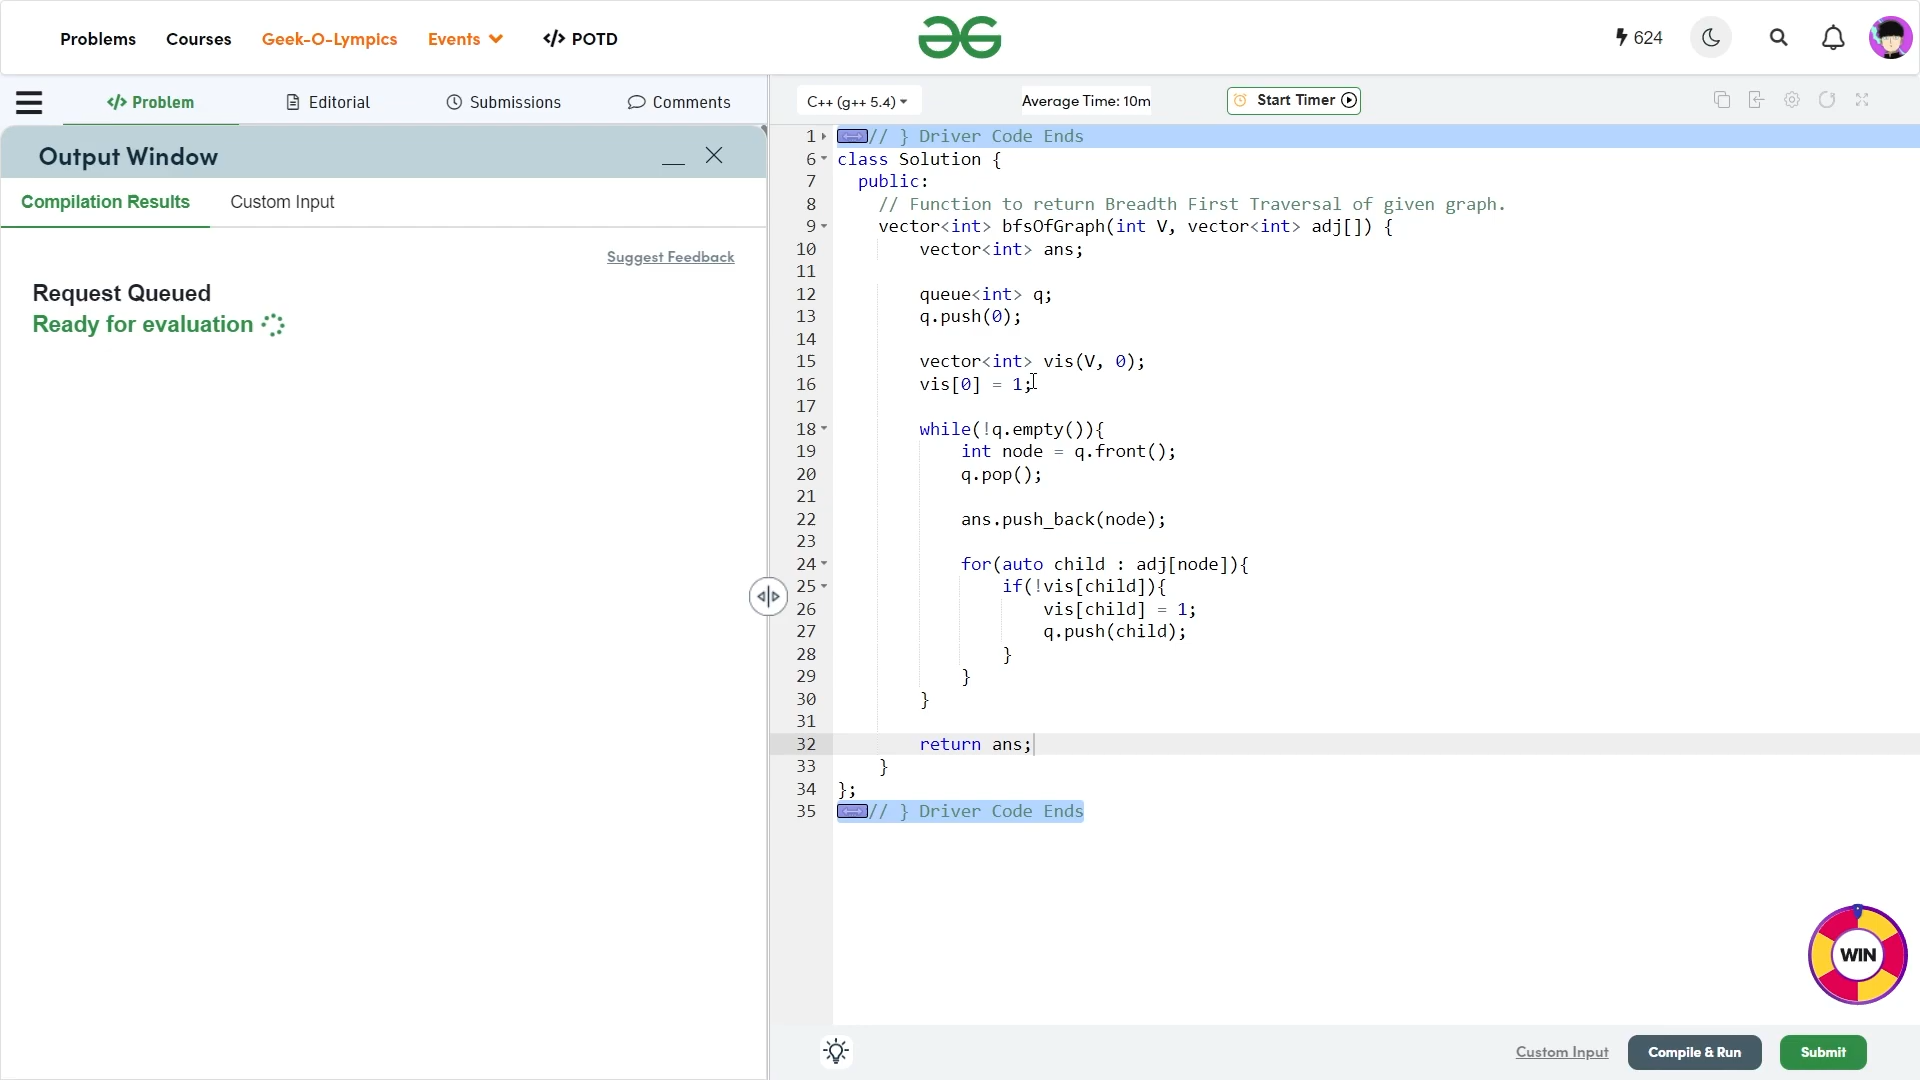 Problems Courses Geek-O-Lympics Events </> POTD 624
</> Problem Editorial Submissions Comments
Output Window
Compilation Results Custom Input
Suggest Feedback
Request Queued
Ready for evaluation
C++ (g++ 5.4) Average Time: 10m Start Timer
1 // } Driver Code Ends
6 class Solution {
7 public:
8 // Function to return Breadth First Traversal of given graph.
9 vector<int> bfsOfGraph(int V, vector<int> adj[]) {
10 vector<int> ans;
11
12 queue<int> q;
13 q.push(0);
14
15 vector<int> vis(V, 0);
16 vis[0] = 1;
17
18 while(!q.empty()){
19 int node = q.front();
20 q.pop();
21
22 ans.push_back(node);
23
24 for(auto child : adj[node]){
25 if(!vis[child]){
26 vis[child] = 1;
27 q.push(child);
28 }
29 }
30 }
31
32 return ans;
33 }
34 };
35 // } Driver Code Ends
WIN
Custom Input Compile & Run Submit